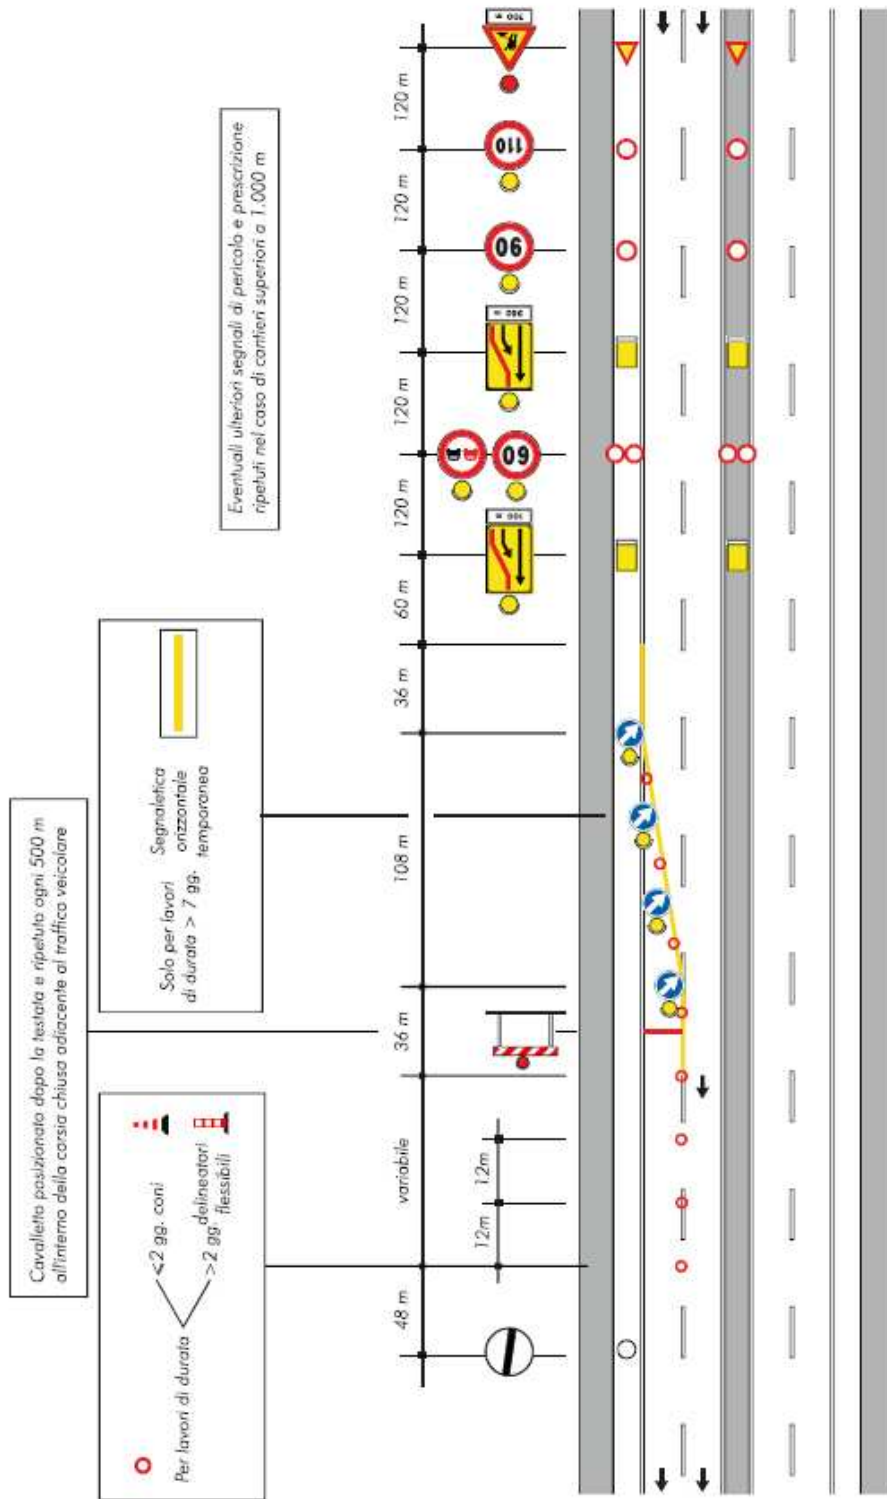 Eventuali ulteriori segnali di pericolo e prescrizione
ripetuti nel caso di cantieri superiori a 1.000 m
Cavalletto posizionato dopo la testata e ripetuto ogni 500 m
all'interno della corsia chiusa adiacente al traffico veicolare
Solo per lavori
di durata > 7 gg.
Segnaletica
orizzontale
temporanea
Per lavori di durata
<2 gg. coni
>2 gg. delineatori
flessibili
48 m
variabile
36 m
108 m
36 m
60 m
120 m
120 m
120 m
120 m
120 m
12m
12m
60
90
110